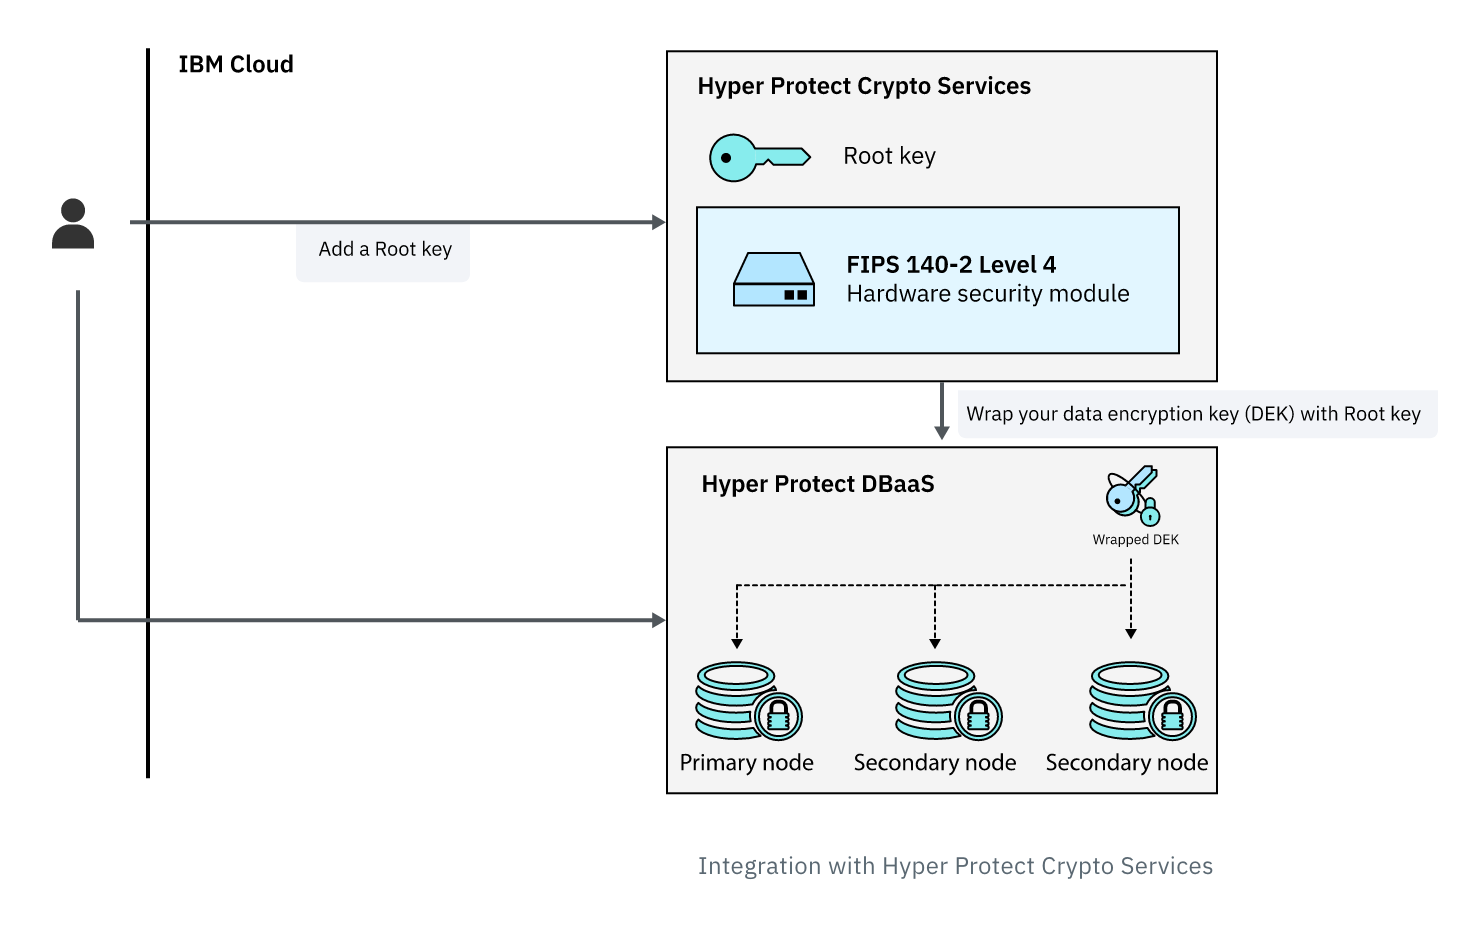 IBM Cloud
Hyper Protect Crypto Services
Root key
Add a Root key
FIPS 140-2 Level 4
Hardware security module
Wrap your data encryption key (DEK) with Root key
Hyper Protect DBaaS
Wrapped DEK
Primary node
Secondary node
Secondary node
Integration with Hyper Protect Crypto Services